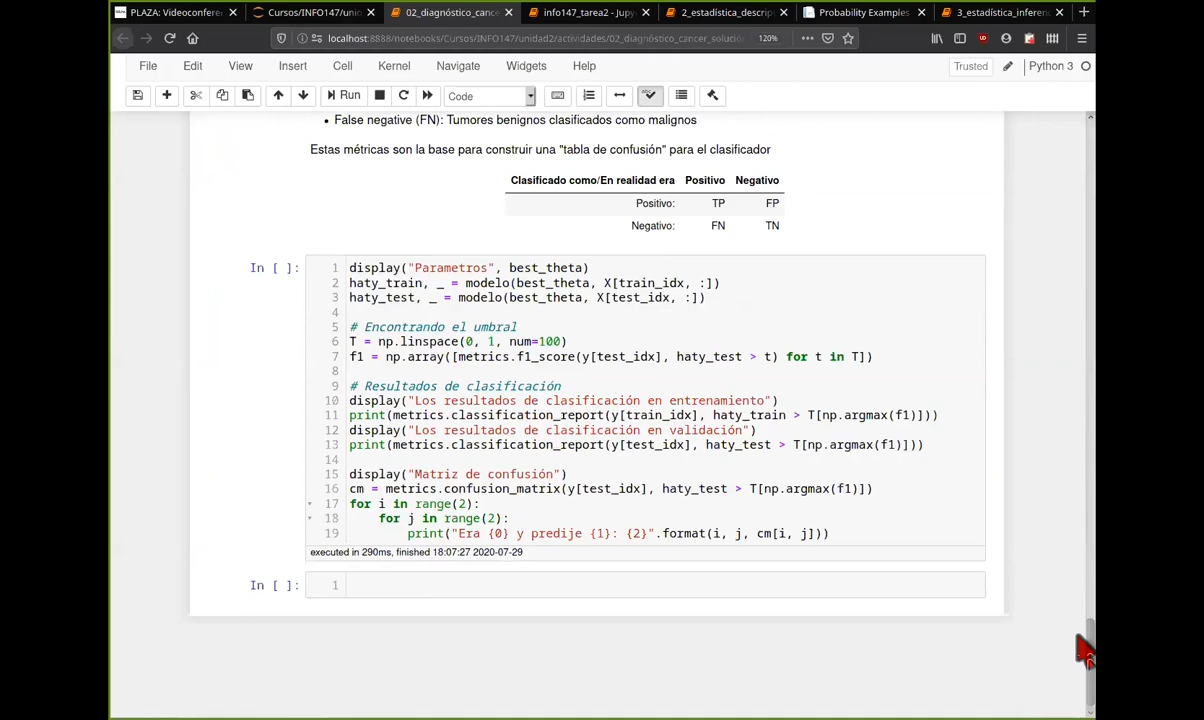 PLAZA: Videoconfere
Cursos/INFO147/unic
02_diagnóstico_cance
info147_tarea2 - Jupy
2_estadística_descrip
Probability Examples
3_estadística_inferenc
localhost:8888/notebooks/Cursos/INFO147/unidad2/actividades/02_diagnóstico_cancer_solució
120%
File Edit View Insert Cell Kernel Navigate Widgets Help Trusted Python 3
Run Code
False negative (FN): Tumores benignos clasificados como malignos
Estas métricas son la base para construir una "tabla de confusión" para el clasificador
Clasificado como/En realidad era Positivo Negativo
Positivo: TP FP
Negativo: FN TN
In [ ]:
1 display("Parametros", best_theta)
2 haty_train, _ = modelo(best_theta, X[train_idx, :])
3 haty_test, _ = modelo(best_theta, X[test_idx, :])
4
5 # Encontrando el umbral
6 T = np.linspace(0, 1, num=100)
7 f1 = np.array([metrics.f1_score(y[test_idx], haty_test > t) for t in T])
8
9 # Resultados de clasificación
10 display("Los resultados de clasificación en entrenamiento")
11 print(metrics.classification_report(y[train_idx], haty_train > T[np.argmax(f1)]))
12 display("Los resultados de clasificación en validación")
13 print(metrics.classification_report(y[test_idx], haty_test > T[np.argmax(f1)]))
14
15 display("Matriz de confusión")
16 cm = metrics.confusion_matrix(y[test_idx], haty_test > T[np.argmax(f1)])
17 for i in range(2):
18 for j in range(2):
19 print("Era {0} y predije {1}: {2}".format(i, j, cm[i, j]))
executed in 290ms, finished 18:07:27 2020-07-29
In [ ]: 1